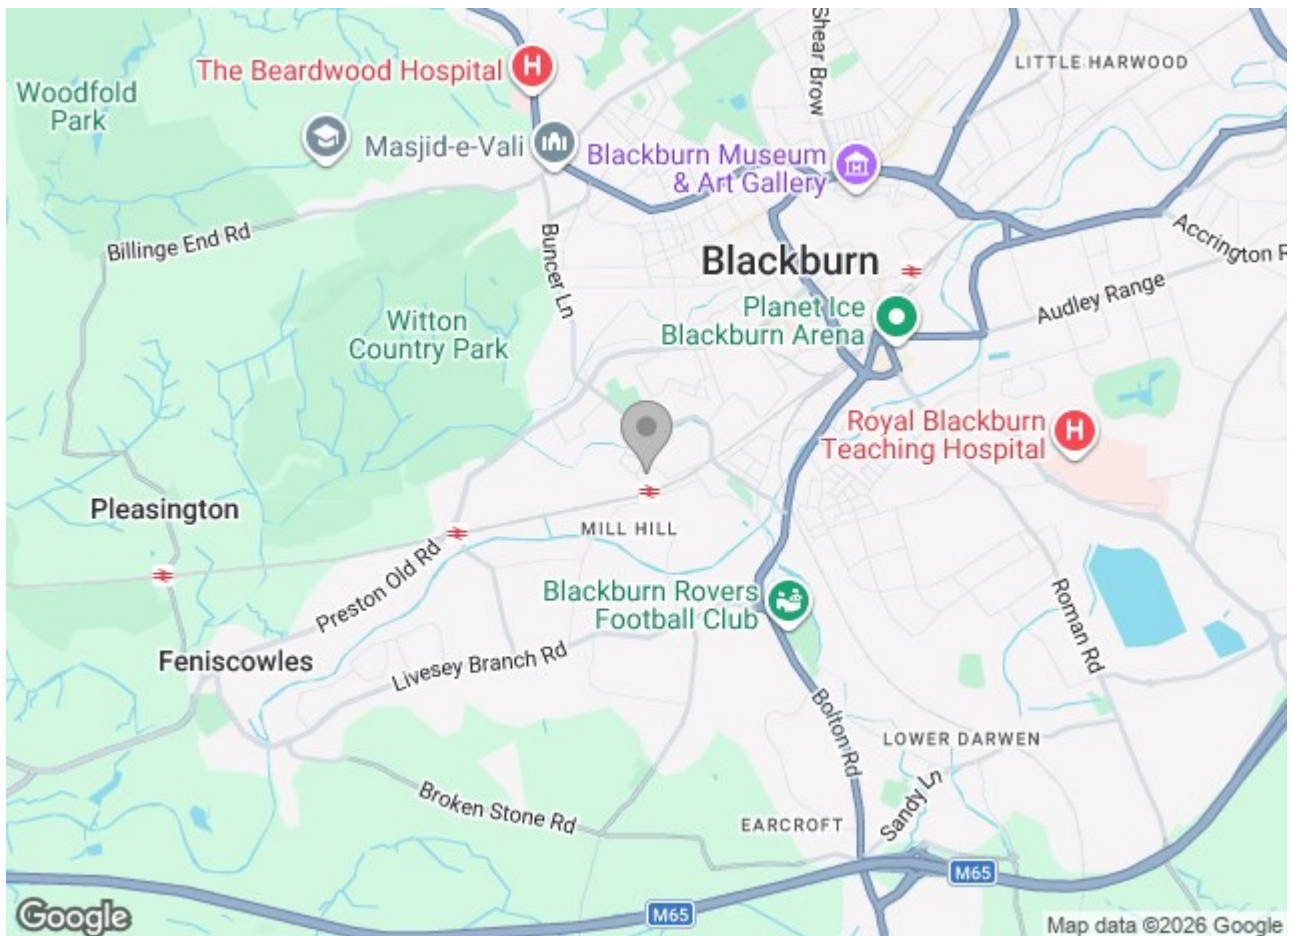 Shear Brow
LITTLE HARWOOD
The Beardwood Hospital
H
Woodfold
Park
Masjid-e-Vali
Blackburn Museum
& Art Gallery
Billinge End Rd
Buncer Ln
Accrington R
Blackburn
Audley Range
Planet Ice
Blackburn Arena
Witton
Country Park
Royal Blackburn
Teaching Hospital
H
Pleasington
MILL HILL
Preston Old Rd
Blackburn Rovers
Football Club
Roman Rd
Feniscowles
Livesey Branch Rd
Bolton Rd
LOWER DARWEN
Broken Stone Rd
Sandy Ln
EARCROFT
M65
M65
Google
Map data ©2026 Google